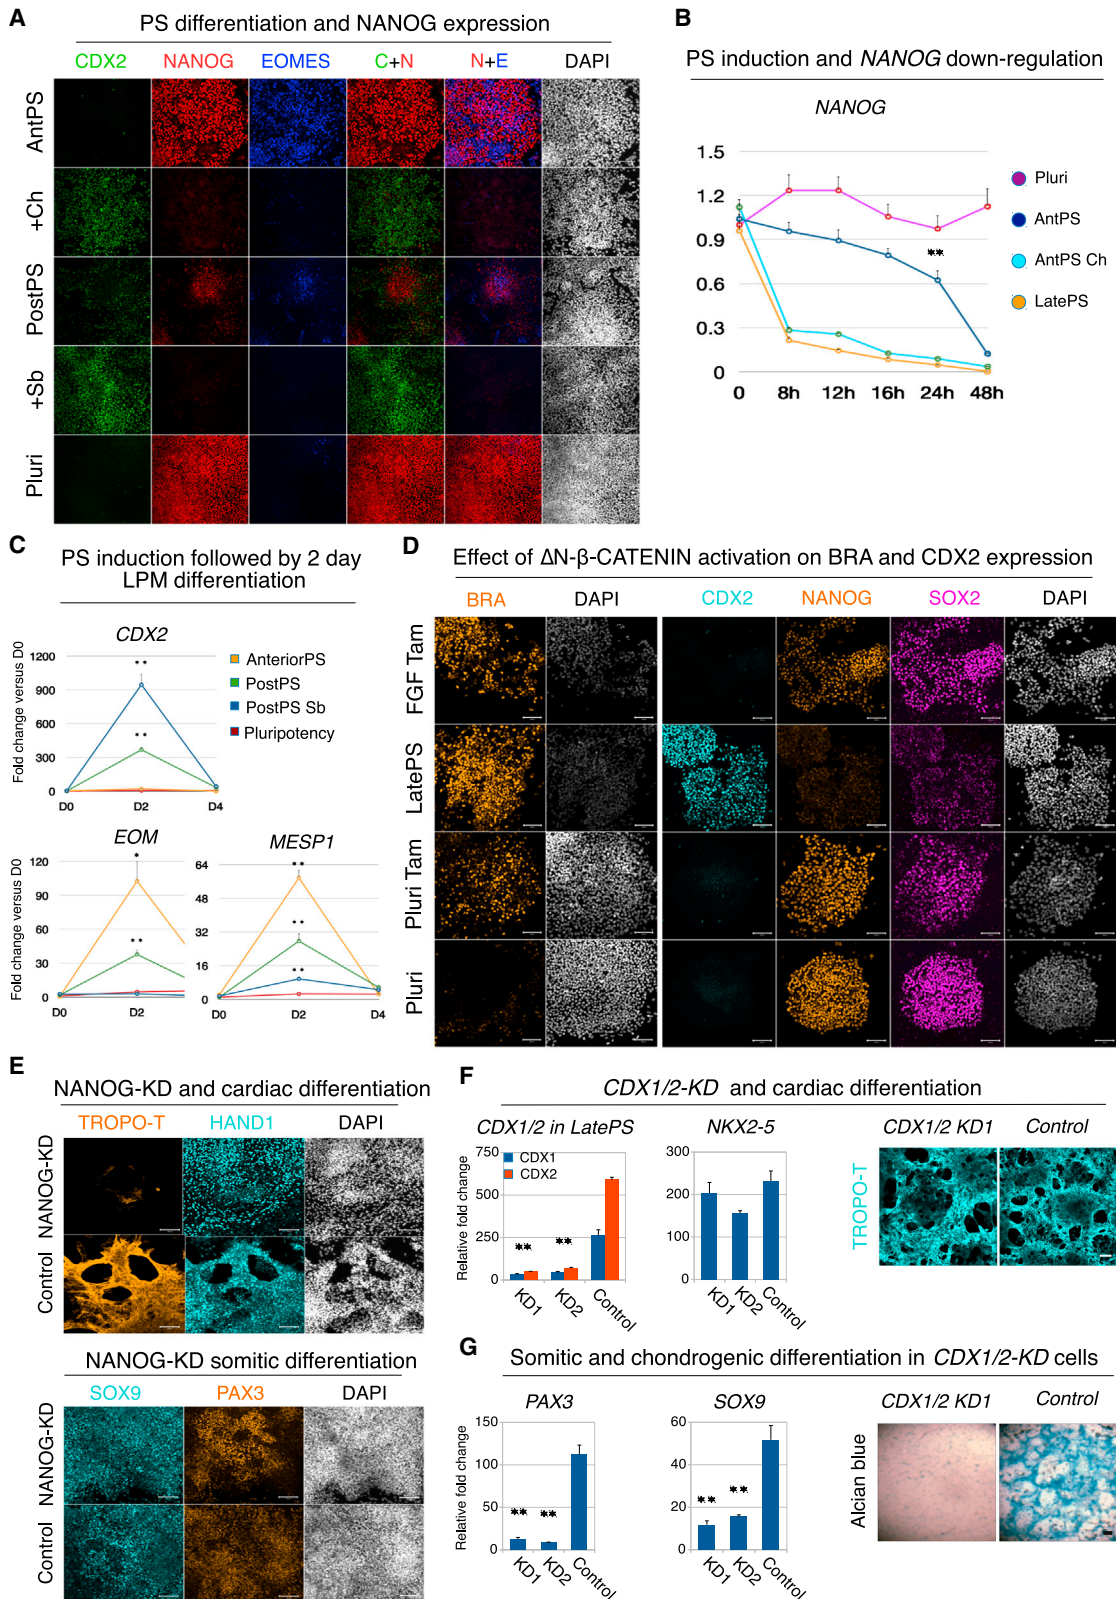 A
PS differentiation and NANOG expression
CDX2 NANOG EOMES C+N N+E DAPI
AntPS
+Ch
PostPS
+Sb
Pluri
B
PS induction and NANOG down-regulation
NANOG
1.5
1.2
0.9
0.6
0.3
0
**
0 8h 12h 16h 24h 48h
Pluri
AntPS
AntPS Ch
LatePS
C
PS induction followed by 2 day
LPM differentiation
CDX2
Fold change versus D0
1200
900
600
300
0
**
**
D0 D2 D4
AnteriorPS
PostPS
PostPS Sb
Pluripotency
EOM
Fold change versus D0
120
90
60
30
0
*
**
D0 D2
MESP1
64
48
32
16
0
**
**
**
D0 D2 D4
D
Effect of ΔN-β-CATENIN activation on BRA and CDX2 expression
BRA DAPI CDX2 NANOG SOX2 DAPI
FGF Tam
LatePS
Pluri Tam
Pluri
E
NANOG-KD and cardiac differentiation
TROPO-T HAND1 DAPI
NANOG-KD
Control
NANOG-KD somitic differentiation
SOX9 PAX3 DAPI
NANOG-KD
Control
F
CDX1/2-KD and cardiac differentiation
CDX1/2 in LatePS
Relative fold change
750
500
250
0
CDX1
CDX2
**
**
KD1 KD2 Control
NKX2-5
300
200
100
0
KD1 KD2 Control
CDX1/2 KD1 Control
TROPO-T
G
Somitic and chondrogenic differentiation in CDX1/2-KD cells
PAX3
Relative fold change
150
100
50
0
**
**
KD1 KD2 Control
SOX9
60
40
20
0
**
**
KD1 KD2 Control
CDX1/2 KD1 Control
Alcian blue